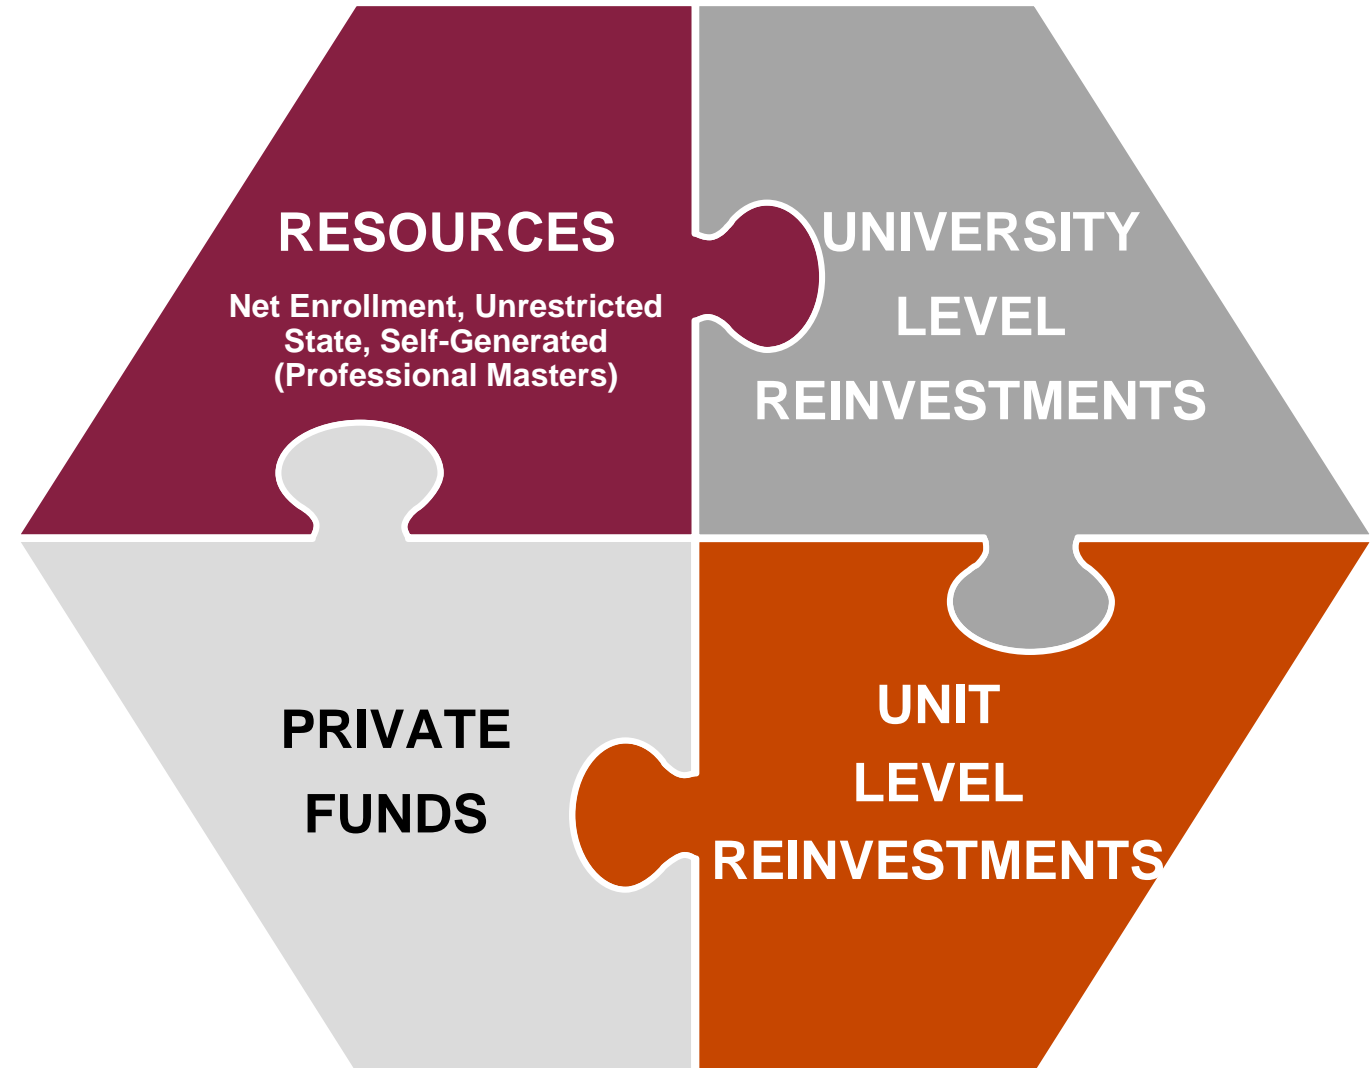 RESOURCES
Net Enrollment, Unrestricted
State, Self-Generated
(Professional Masters)
UNIVERSITY
LEVEL
REINVESTMENTS
PRIVATE
FUNDS
UNIT
LEVEL
REINVESTMENTS